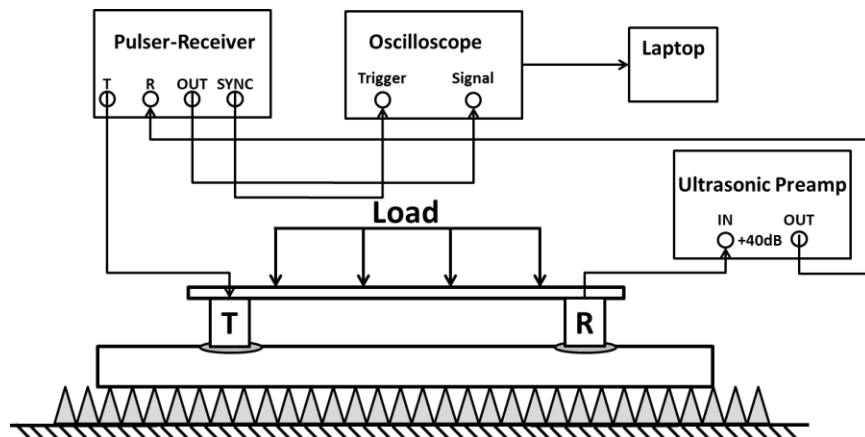 Pulser-Receiver
T R OUT SYNC
Oscilloscope
Trigger Signal
Laptop
Ultrasonic Preamp
IN OUT
+40dB
Load
T R